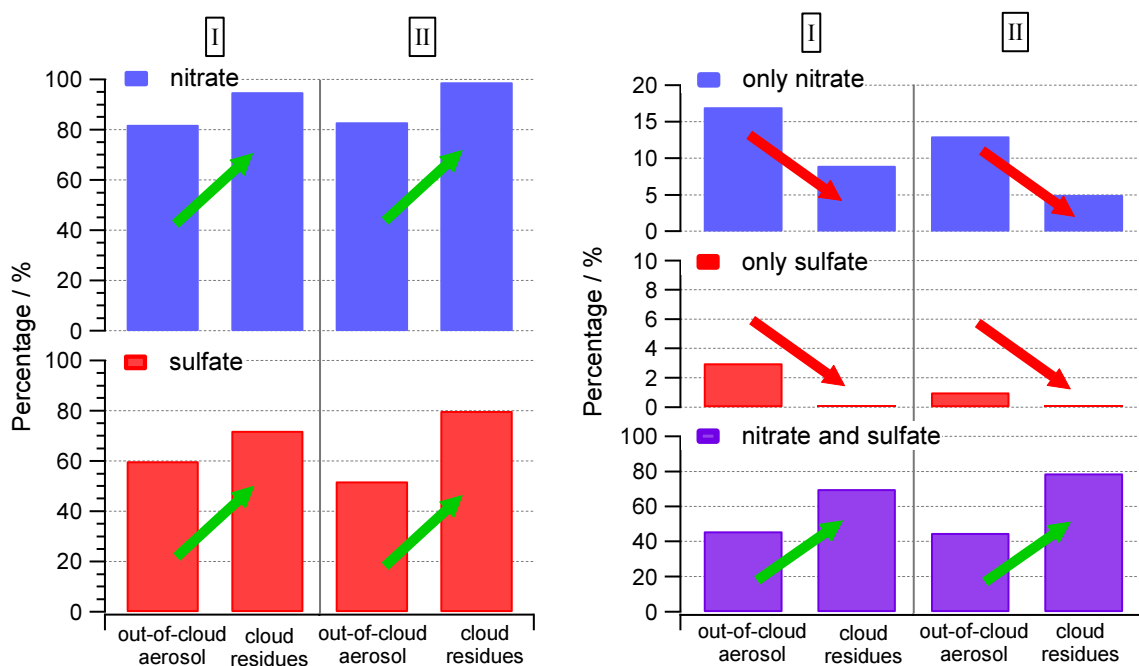 I
II
nitrate
100
80
60
40
20
0
Percentage / %
sulfate
100
80
60
40
20
0
out-of-cloud
aerosol
cloud
residues
out-of-cloud
aerosol
cloud
residues
I
II
only nitrate
20
15
10
5
0
Percentage / %
only sulfate
10
8
6
4
2
0
nitrate and sulfate
100
80
60
40
20
0
out-of-cloud
aerosol
cloud
residues
out-of-cloud
aerosol
cloud
residues